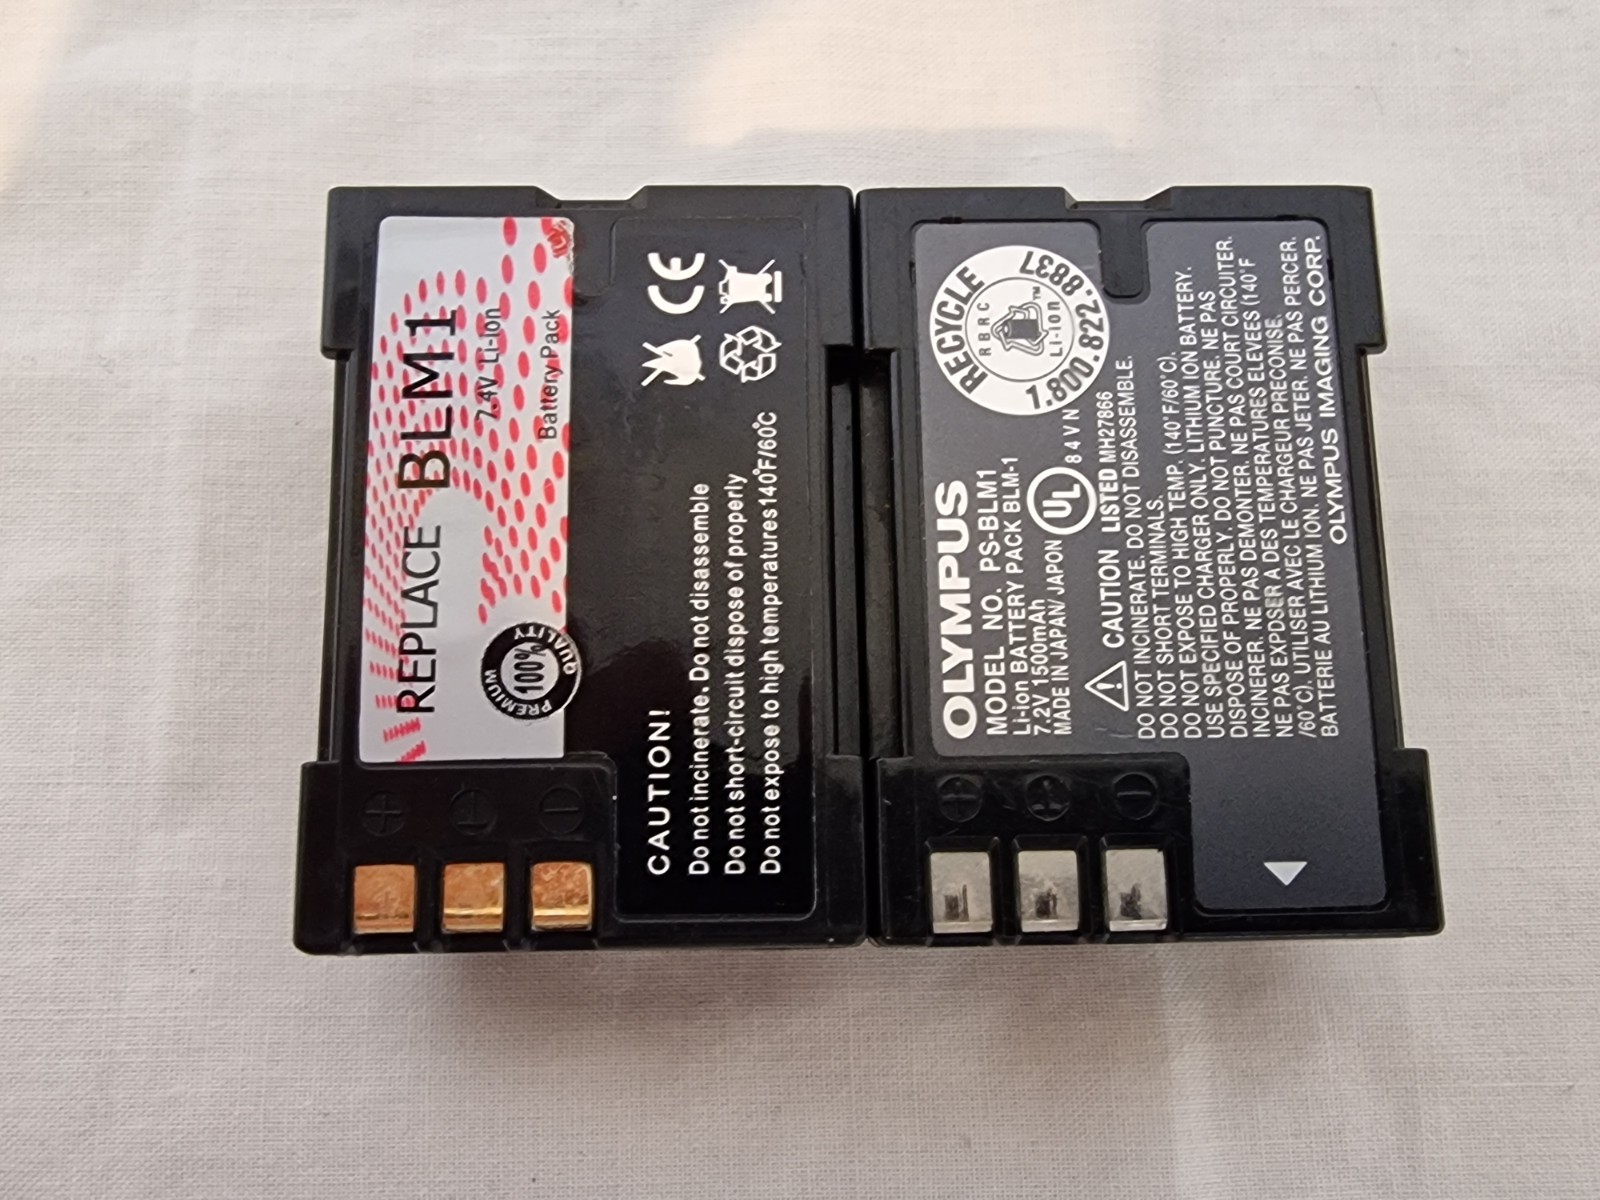 REPLACE BLM1
7.4V Li-ion
Battery Pack
PREMIUM
100%
QUALITY
CE
CAUTION!
Do not incinerate. Do not disassemble
Do not short-circuit dispose of properly
Do not expose to high temperatures 140°F/60°C
OLYMPUS
MODEL NO. PS-BLM1
Li-ion BATTERY PACK BLM-1
7.2V 1500mAh
MADE IN JAPAN/ JAPON
UL
84VN
RECYCLE
RBRC
Li-ion
TM
1.800.822.8837
⚠ CAUTION LISTED MH27866
DO NOT INCINERATE. DO NOT DISASSEMBLE.
DO NOT SHORT TERMINALS.
DO NOT EXPOSE TO HIGH TEMP. (140°F/60°C).
USE SPECIFIED CHARGER ONLY. LITHIUM ION BATTERY.
DISPOSE OF PROPERLY. DO NOT PUNCTURE. NE PAS
INCINERER. NE PAS DEMONTER. NE PAS COURT CIRCUITER.
NE PAS EXPOSER A DES TEMPERATURES ELEVEES (140°F
/60°C). UTILISER AVEC LE CHARGEUR PRECONISE.
BATTERIE AU LITHIUM ION. NE PAS JETER. NE PAS PERCER.
OLYMPUS IMAGING CORP.